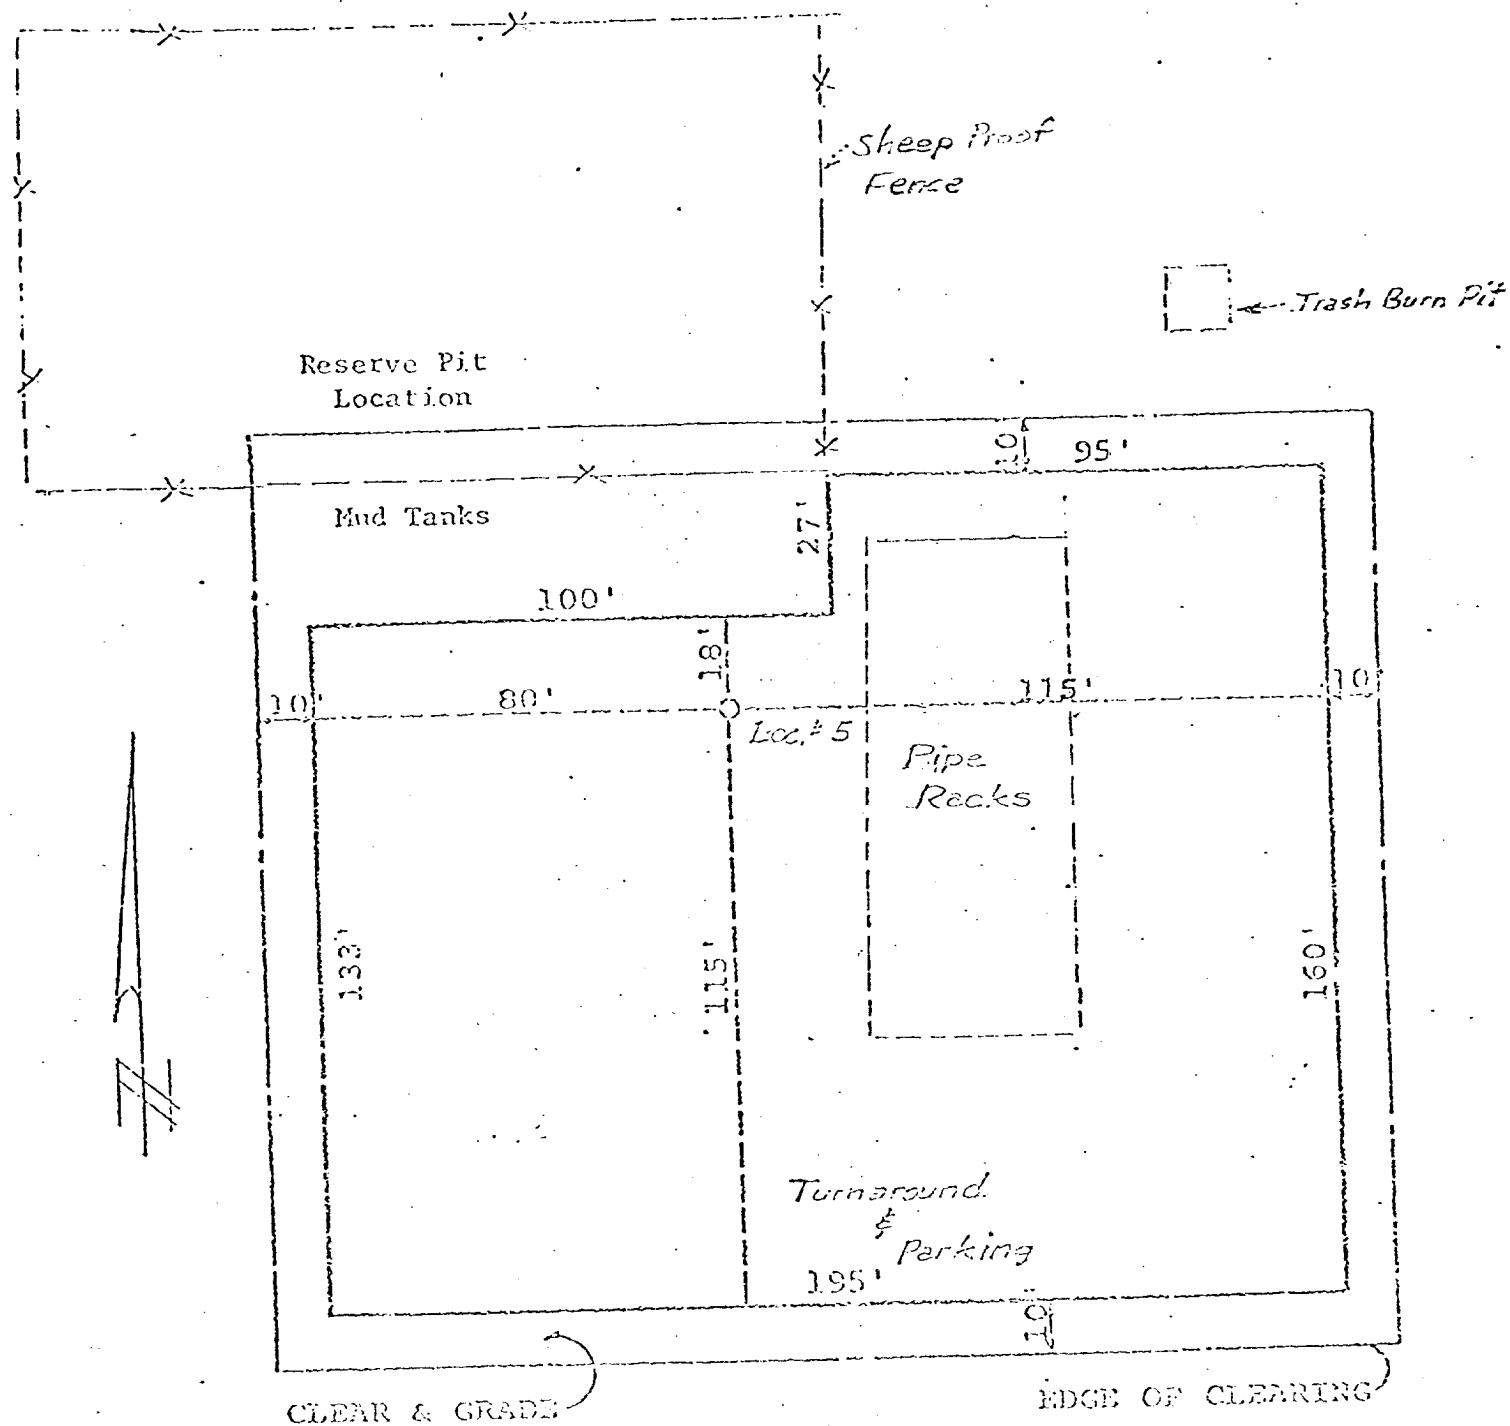 Sheep Proof
Fence
Trash Burn Pit
Reserve Pit
Location
10
95'
Mud Tanks
27'
100'
18'
10'
80'
115'
10'
Loc. # 5
Pipe
Racks
133'
115'
160'
N
Turnaround
&
Parking
195'
10'
CLEAR & GRADE
EDGE OF CLEARING